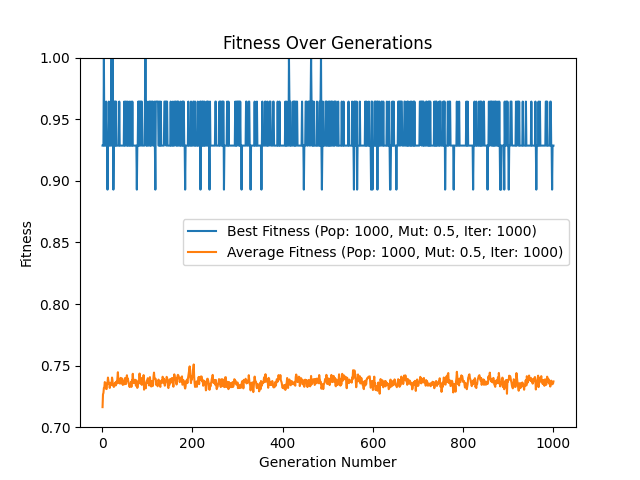 Fitness Over Generations
1.00
0.95
0.90
0.85
0.80
0.75
0.70
Fitness
Best Fitness (Pop: 1000, Mut: 0.5, Iter: 1000)
Average Fitness (Pop: 1000, Mut: 0.5, Iter: 1000)
0 200 400 600 800 1000
Generation Number